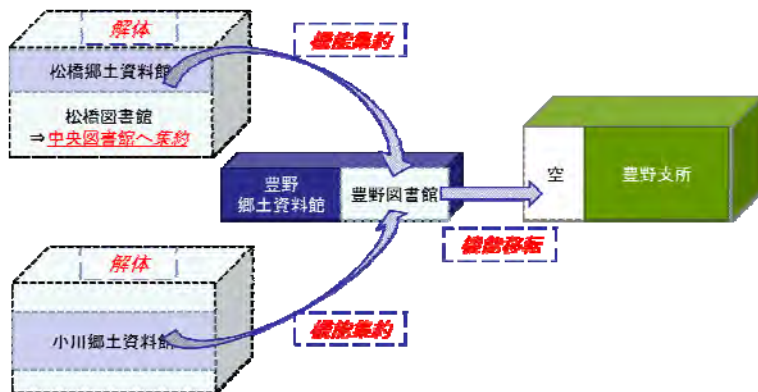 解体
松橋郷土資料館
松橋図書館
⇒中央図書館へ集約
機能集約
豊野
郷土資料館
豊野図書館
空
豊野支所
機能移転
解体
小川郷土資料館
機能集約